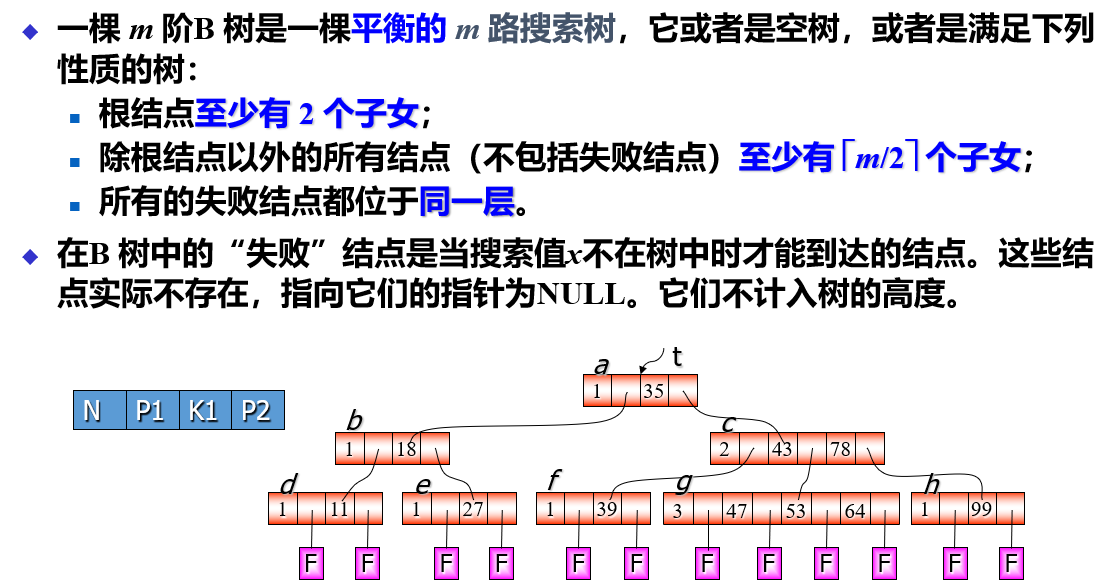 一棵 m 阶B 树是一棵平衡的 m 路搜索树，它或者是空树，或者是满足下列
性质的树：
根结点至少有 2 个子女；
除根结点以外的所有结点（不包括失败结点）至少有⌈m/2⌉个子女；
所有的失败结点都位于同一层。
在B 树中的“失败”结点是当搜索值x不在树中时才能到达的结点。这些结
点实际不存在，指向它们的指针为NULL。它们不计入树的高度。
a t
1 35
N P1 K1 P2
b c
1 18 2 43 78
d e f g h
1 11 1 27 1 39 3 47 53 64 1 99
F F F F F F F F F F F F